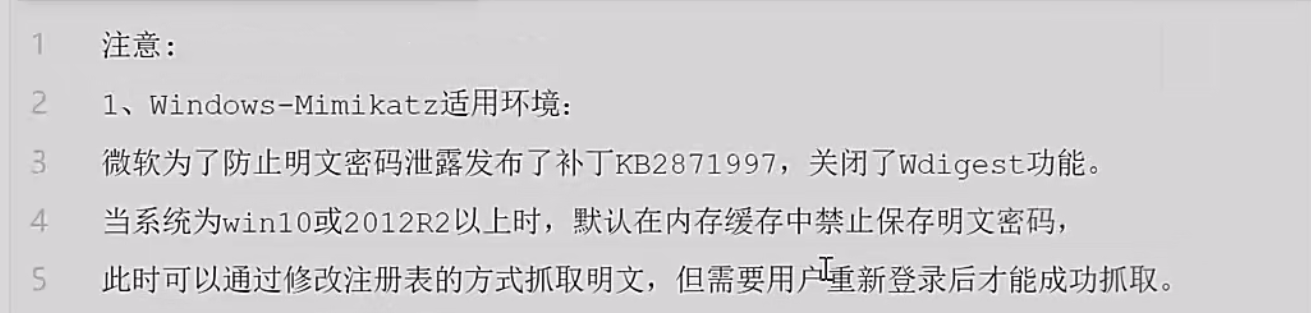 1 注意：
2 1、Windows-Mimikatz适用环境：
3 微软为了防止明文密码泄露发布了补丁KB2871997，关闭了Wdigest功能。
4 当系统为win10或2012R2以上时，默认在内存缓存中禁止保存明文密码，
5 此时可以通过修改注册表的方式抓取明文，但需要用户重新登录后才能成功抓取。